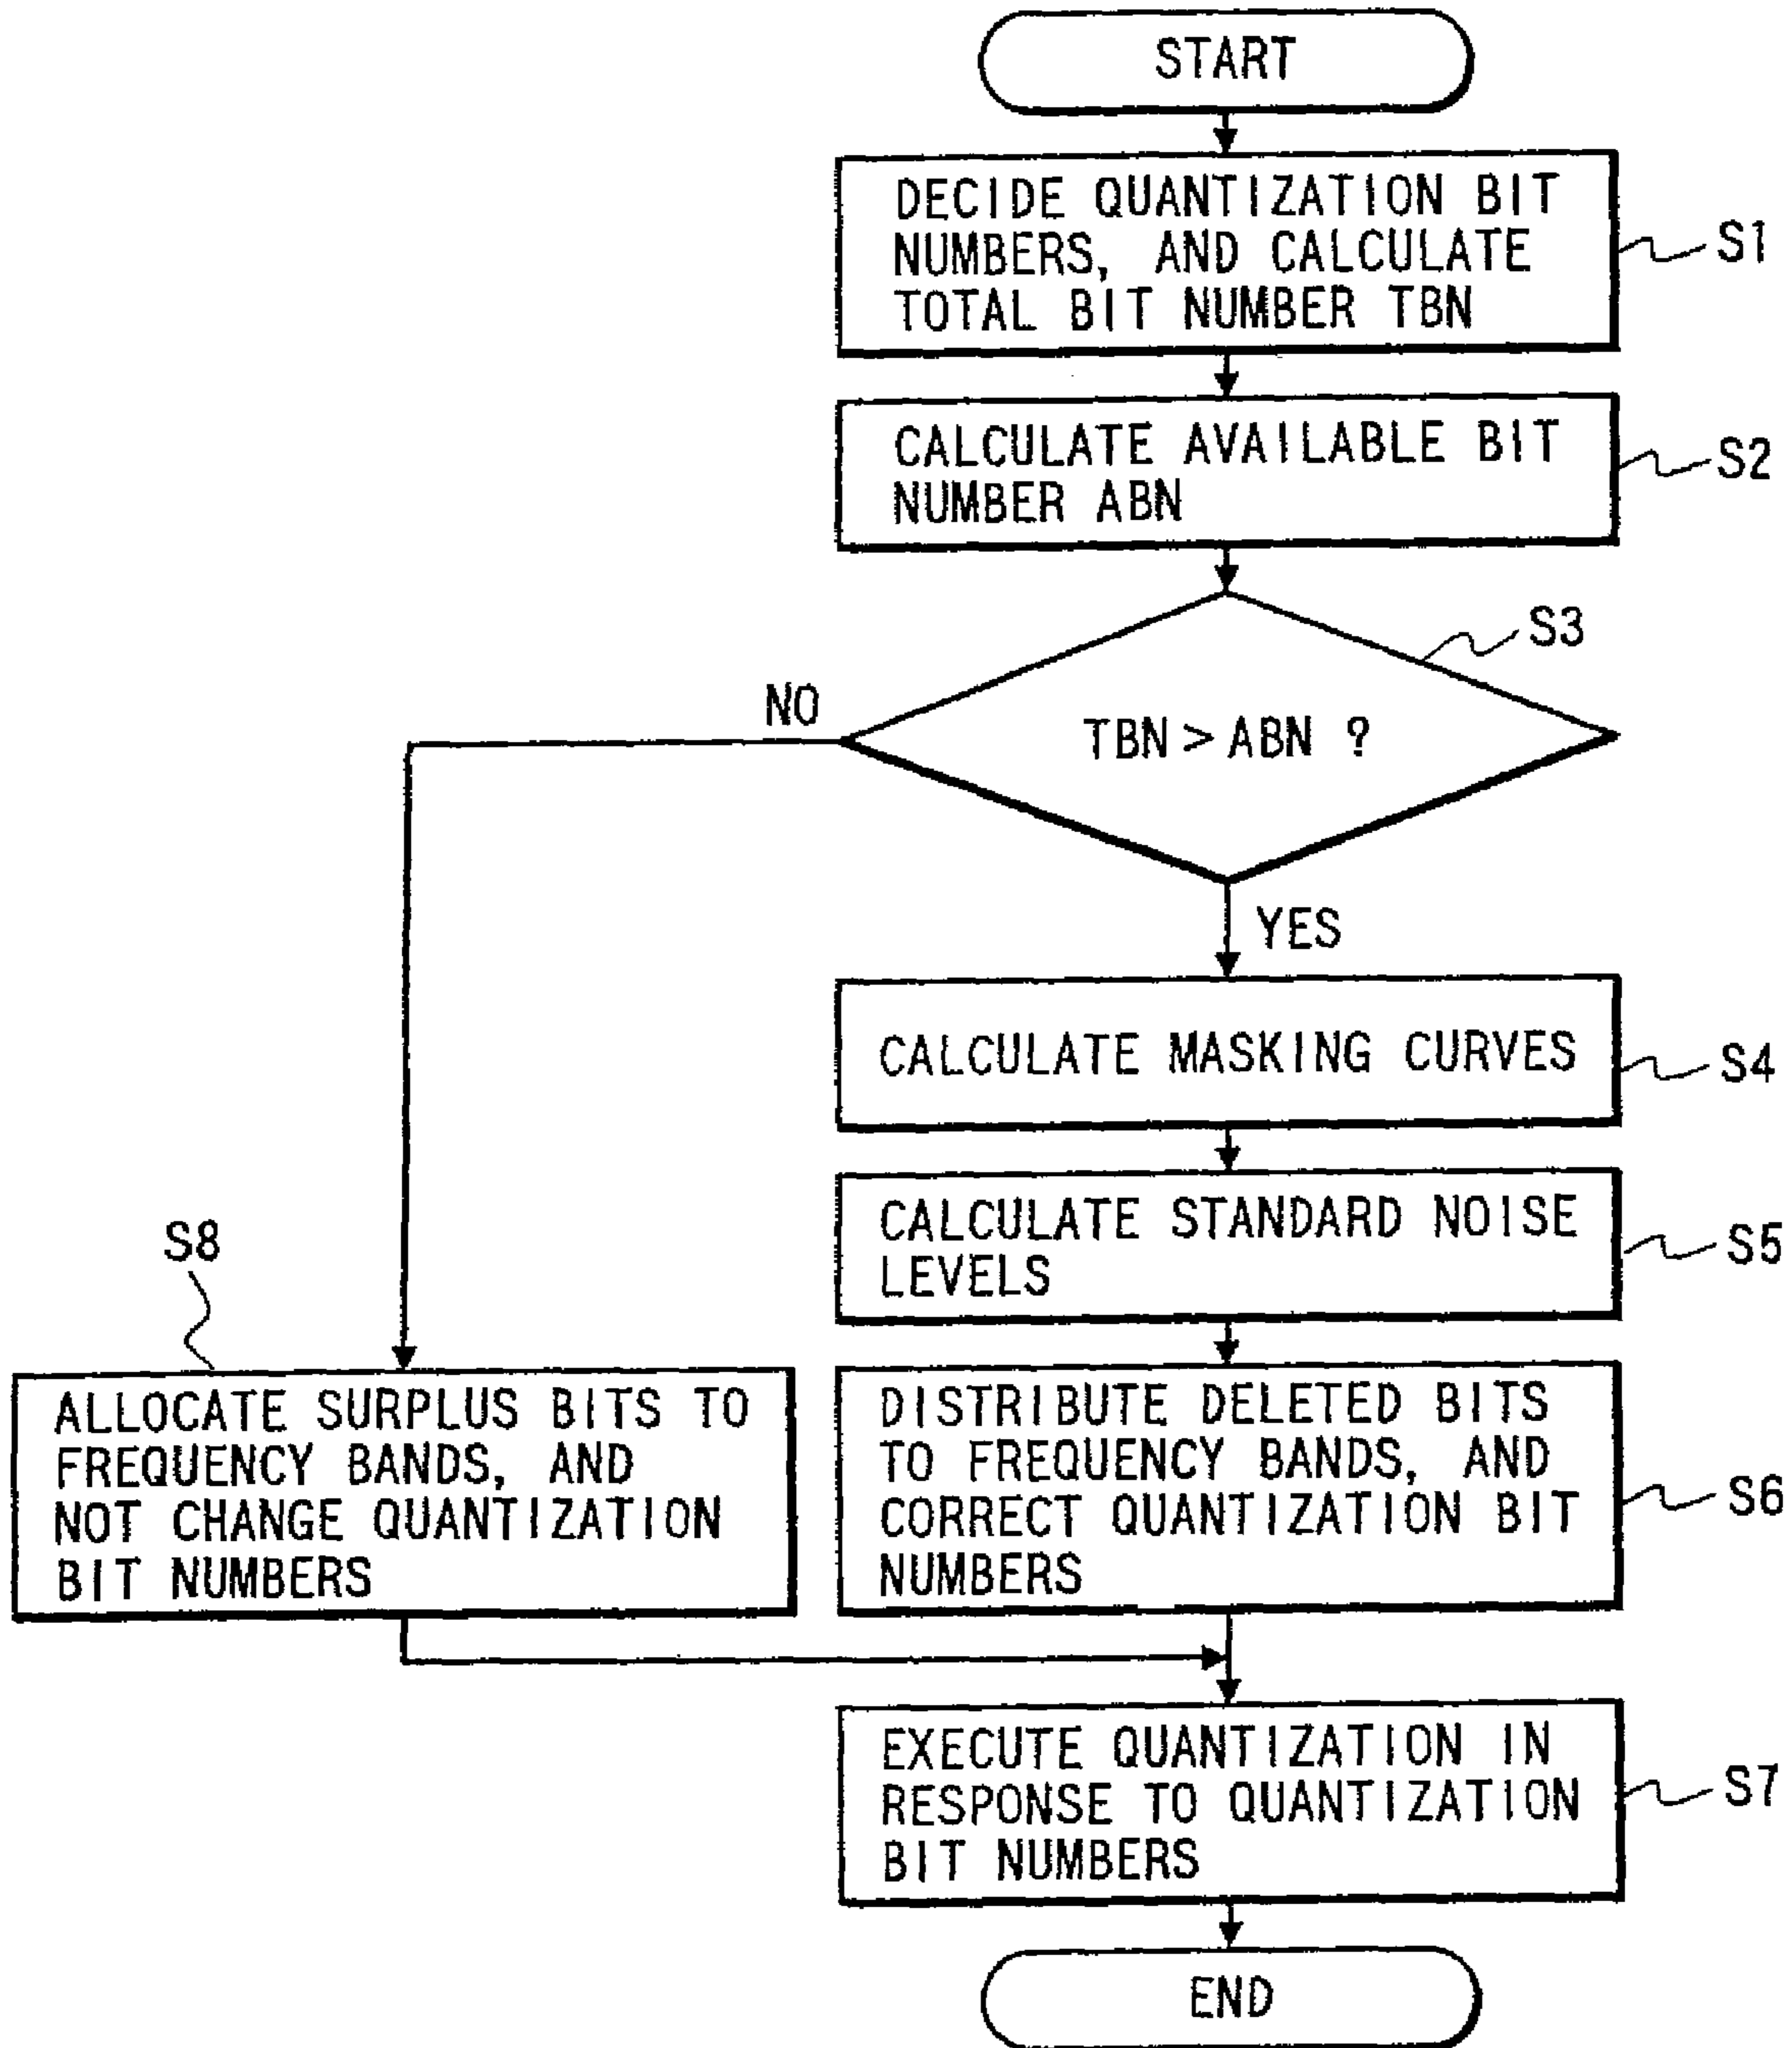 START
DECIDE QUANTIZATION BIT
NUMBERS, AND CALCULATE
TOTAL BIT NUMBER TBN
S1
CALCULATE AVAILABLE BIT
NUMBER ABN
S2
S3
TBN > ABN ?
NO
YES
CALCULATE MASKING CURVES
S4
CALCULATE STANDARD NOISE
LEVELS
S5
S8
ALLOCATE SURPLUS BITS TO
FREQUENCY BANDS, AND
NOT CHANGE QUANTIZATION
BIT NUMBERS
DISTRIBUTE DELETED BITS
TO FREQUENCY BANDS, AND
CORRECT QUANTIZATION BIT
NUMBERS
S6
EXECUTE QUANTIZATION IN
RESPONSE TO QUANTIZATION
BIT NUMBERS
S7
END